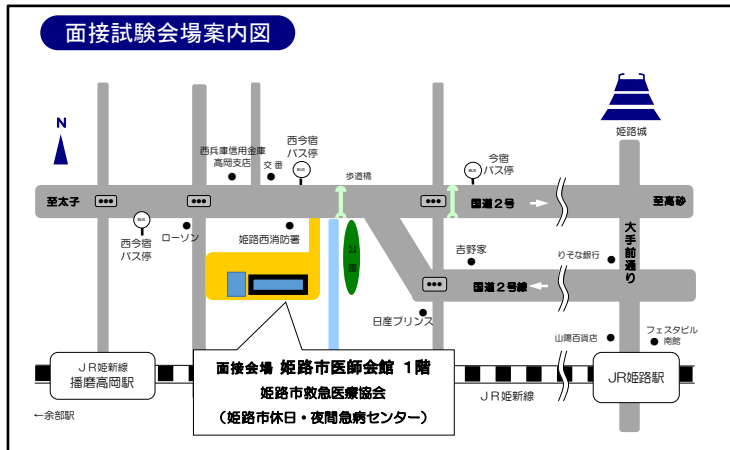 面接試験会場案内図
N
姫路城
西兵庫信用金庫
高岡支店
交番
西今宿
バス停
BUS
歩道橋
今宿
バス停
BUS
至太子
国道2号
至高砂
BUS
西今宿
バス停
ローソン
姫路西消防署
公園
吉野家
りそな銀行
大手前通り
国道2号線
日産プリンス
山陽百貨店
フェスタビル
南館
JR姫新線
播磨高岡駅
面接会場 姫路市医師会館 1階
姫路市救急医療協会
(姫路市休日・夜間急病センター)
JR姫新線
JR姫路駅
←余部駅